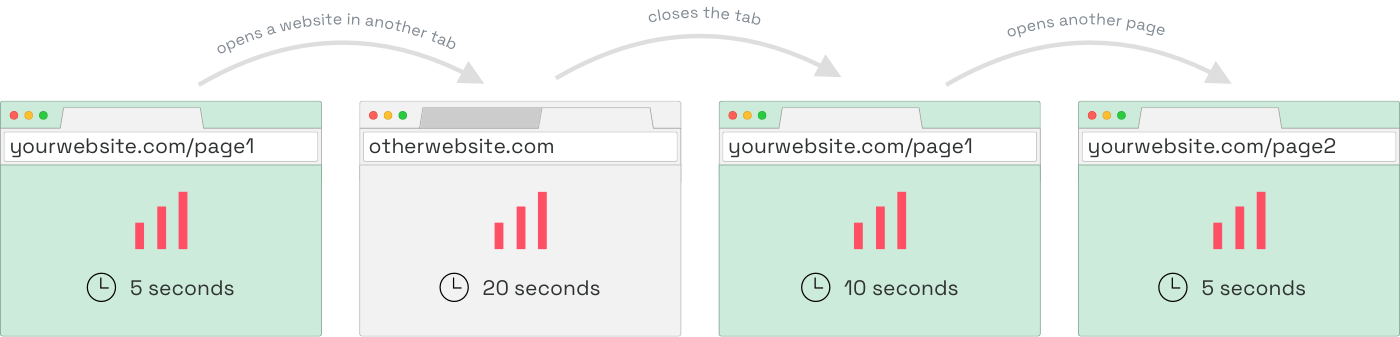 opens a website in another tab
closes the tab
opens another page
yourwebsite.com/page1
otherwebsite.com
yourwebsite.com/page1
yourwebsite.com/page2
5 seconds
20 seconds
10 seconds
5 seconds